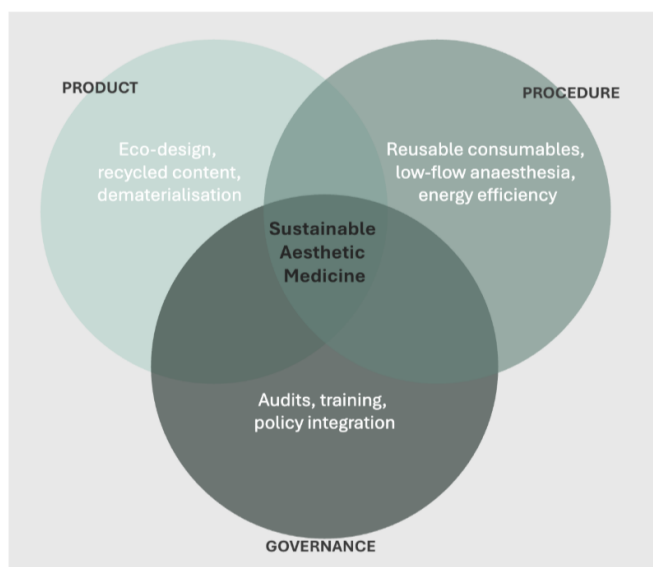 PRODUCT
PROCEDURE
Eco-design,
recycled content,
dematerialisation
Reusable consumables,
low-flow anaesthesia,
energy efficiency
Sustainable
Aesthetic
Medicine
Audits, training,
policy integration
GOVERNANCE